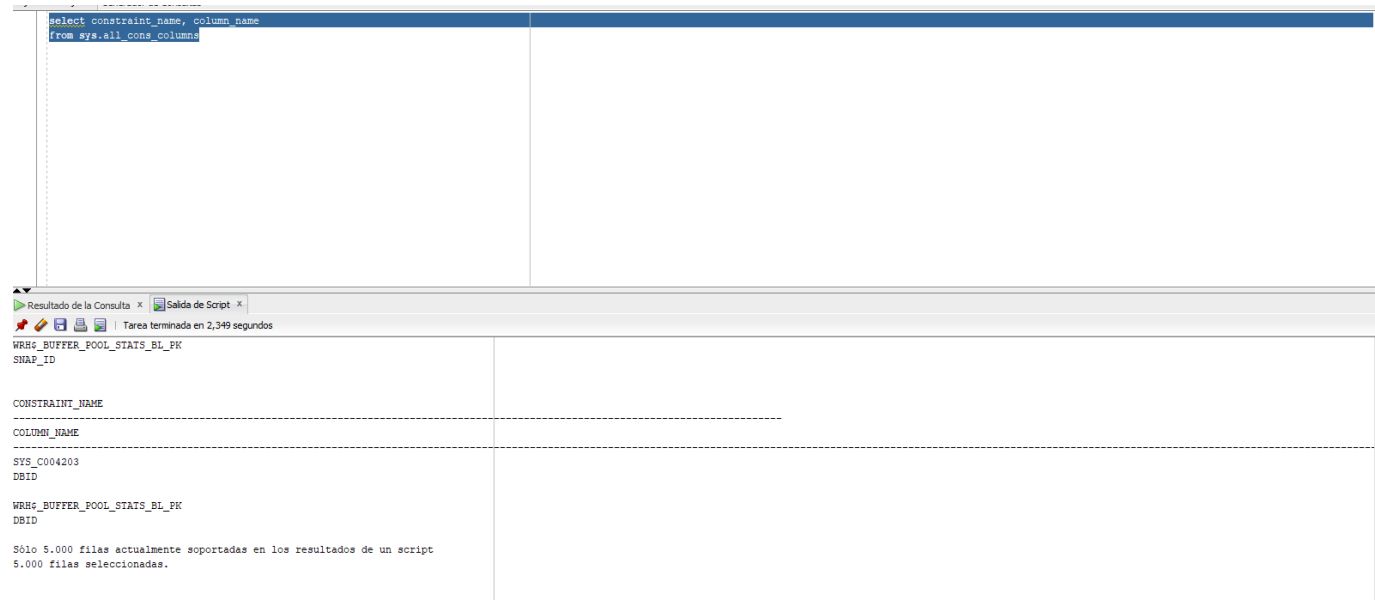 select constraint_name, column_name
from sys.all_cons_columns
Resultado de la Consulta x Salida de Script x
Tarea terminada en 2,349 segundos
WRH$_BUFFER_POOL_STATS_BL_PK
SNAP_ID
CONSTRAINT_NAME
--------------------------------------------------------------------------------------------------------------------------------
COLUMN_NAME
--------------------------------------------------------------------------------------------------------------------------------
SYS_C004203
DBID
WRH$_BUFFER_POOL_STATS_BL_PK
DBID
Sólo 5.000 filas actualmente soportadas en los resultados de un script
5.000 filas seleccionadas.